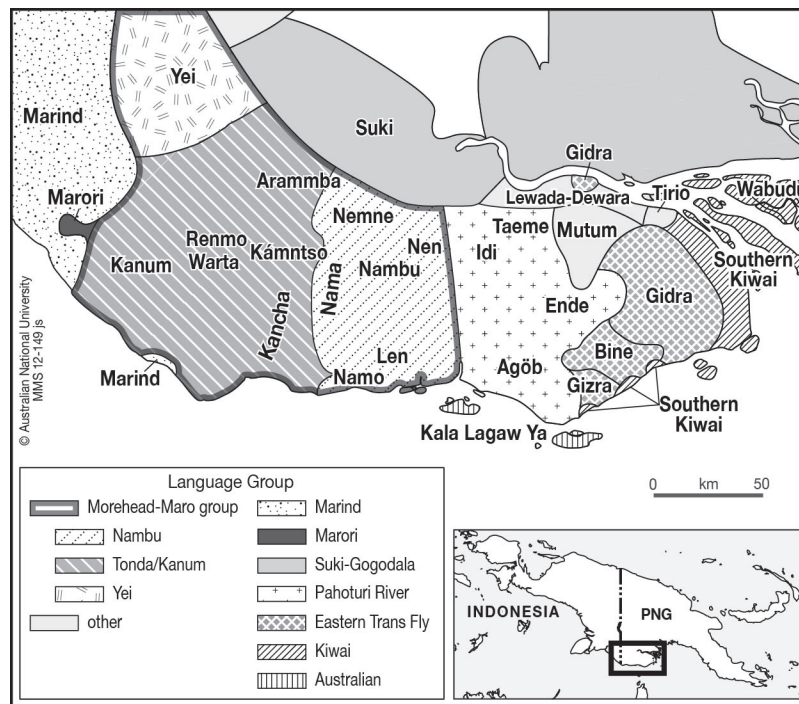 Yei
Marind
Suki
Gidra
Arammba
Lewada-Dewara
Tirio
Wabudi
Marori
Nemne
Taeme
Mutum
Renmo
Warta
Kámntso
Nen
Idi
Southern
Kiwai
Kanum
Nama
Nambu
Gidra
Ende
Kancha
Bine
Len
Agöb
Marind
Namo
Gizra
Southern
Kiwai
Kala Lagaw Ya
© Australian National University
MMS 12-149 js
Language Group
Morehead-Maro group
Nambu
Tonda/Kanum
Yei
other
Marind
Marori
Suki-Gogodala
Pahoturi River
Eastern Trans Fly
Kiwai
Australian
0 km 50
INDONESIA
PNG